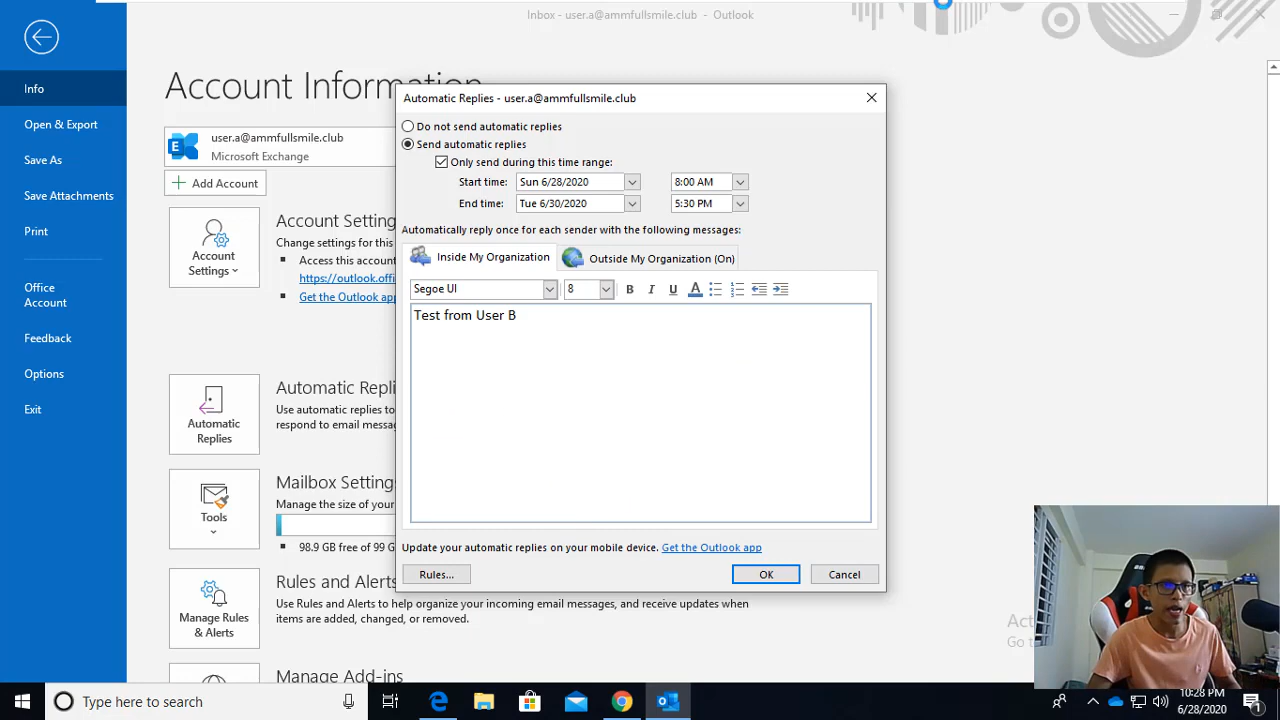 Inbox - user.a@ammfullsmile.club - Outlook
Info
Open & Export
Save As
Save Attachments
Print
Office
Account
Feedback
Options
Exit
Account Information
user.a@ammfullsmile.club
Microsoft Exchange
Add Account
Account
Settings
Account Setting
Change settings for this
Access this account
https://outlook.offi
Get the Outlook app
Automatic
Replies
Automatic Repli
Use automatic replies to
respond to email messa
Tools
Mailbox Setting
Manage the size of your
98.9 GB free of 99 G
Manage Rules
& Alerts
Rules and Alerts
Use Rules and Alerts to help organize your incoming email messages, and receive updates when
items are added, changed, or removed.
Manage Add-ins
Automatic Replies - user.a@ammfullsmile.club
Do not send automatic replies
Send automatic replies
Only send during this time range:
Start time: Sun 6/28/2020 8:00 AM
End time: Tue 6/30/2020 5:30 PM
Automatically reply once for each sender with the following messages:
Inside My Organization
Outside My Organization (On)
Segoe UI 8 B I U A
Test from User B
Update your automatic replies on your mobile device. Get the Outlook app
Rules...
OK
Cancel
Act
Go to
Type here to search
10:28 PM
6/28/2020
1